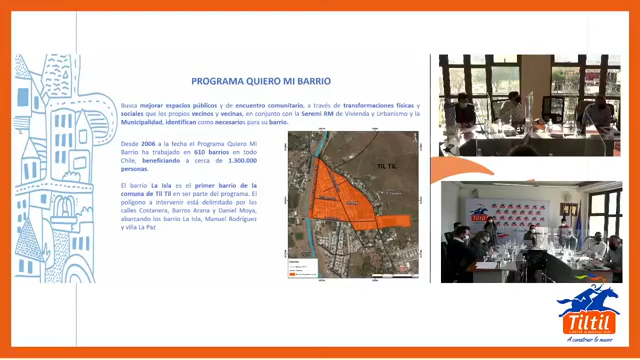 PROGRAMA QUIERO MI BARRIO
Busca mejorar espacios públicos y de encuentro comunitario, a través de transformaciones físicas y
sociales que los propios vecinos y vecinas, en conjunto con la Seremi RM de Vivienda y Urbanismo y la
Municipalidad, identifican como necesarios para su barrio.
Desde 2006 a la fecha el Programa Quiero Mi
Barrio ha trabajado en 610 barrios en todo
Chile, beneficiando a cerca de 1.300.000
personas.
El barrio La Isla es el primer barrio de la
comuna de Til Til en ser parte del programa. El
polígono a intervenir está delimitado por las
calles Costanera, Barros Arana y Daniel Moya,
abarcando los barrio La Isla, Manuel Rodríguez
y villa La Paz
TIL TIL
Tiltil
Tiltil
A construir lo nuevo